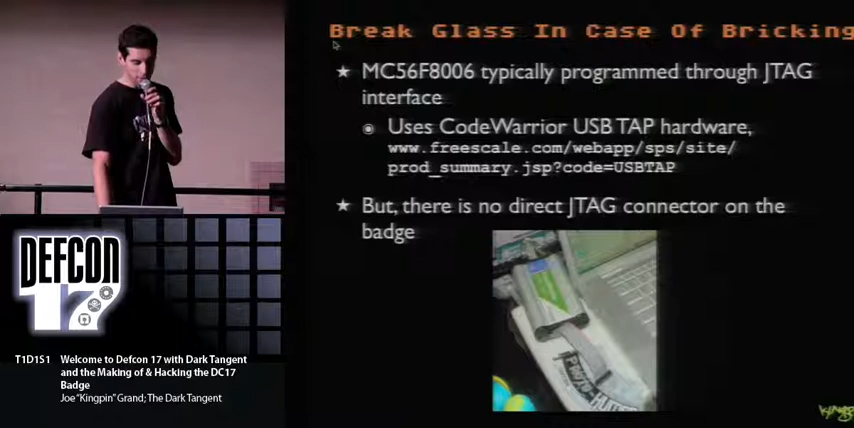 Break Glass In Case Of Bricking
★ MC56F8006 typically programmed through JTAG
interface
◉ Uses CodeWarrior USB TAP hardware,
www.freescale.com/webapp/sps/site/
prod_summary.jsp?code=USBTAP
★ But, there is no direct JTAG connector on the
badge
DEFCON
17
T1D1S1 Welcome to Defcon 17 with Dark Tangent
and the Making of & Hacking the DC17
Badge
Joe "Kingpin" Grand; The Dark Tangent